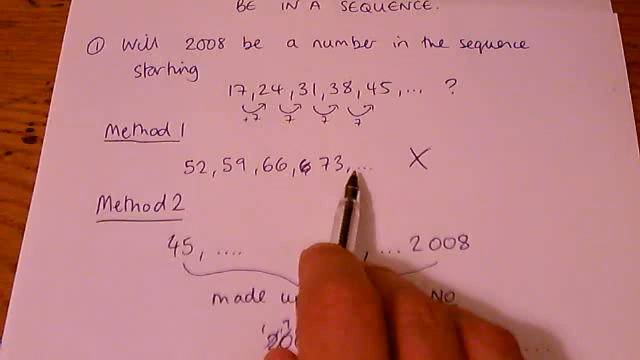 BE IN A SEQUENCE.
① Will 2008 be a number in the sequence
starting
17, 24, 31, 38, 45, ... ?
+7 7 7 7
Method 1
52, 59, 66, 73, ... X
Method 2
45, .... , ... 2008
made NO